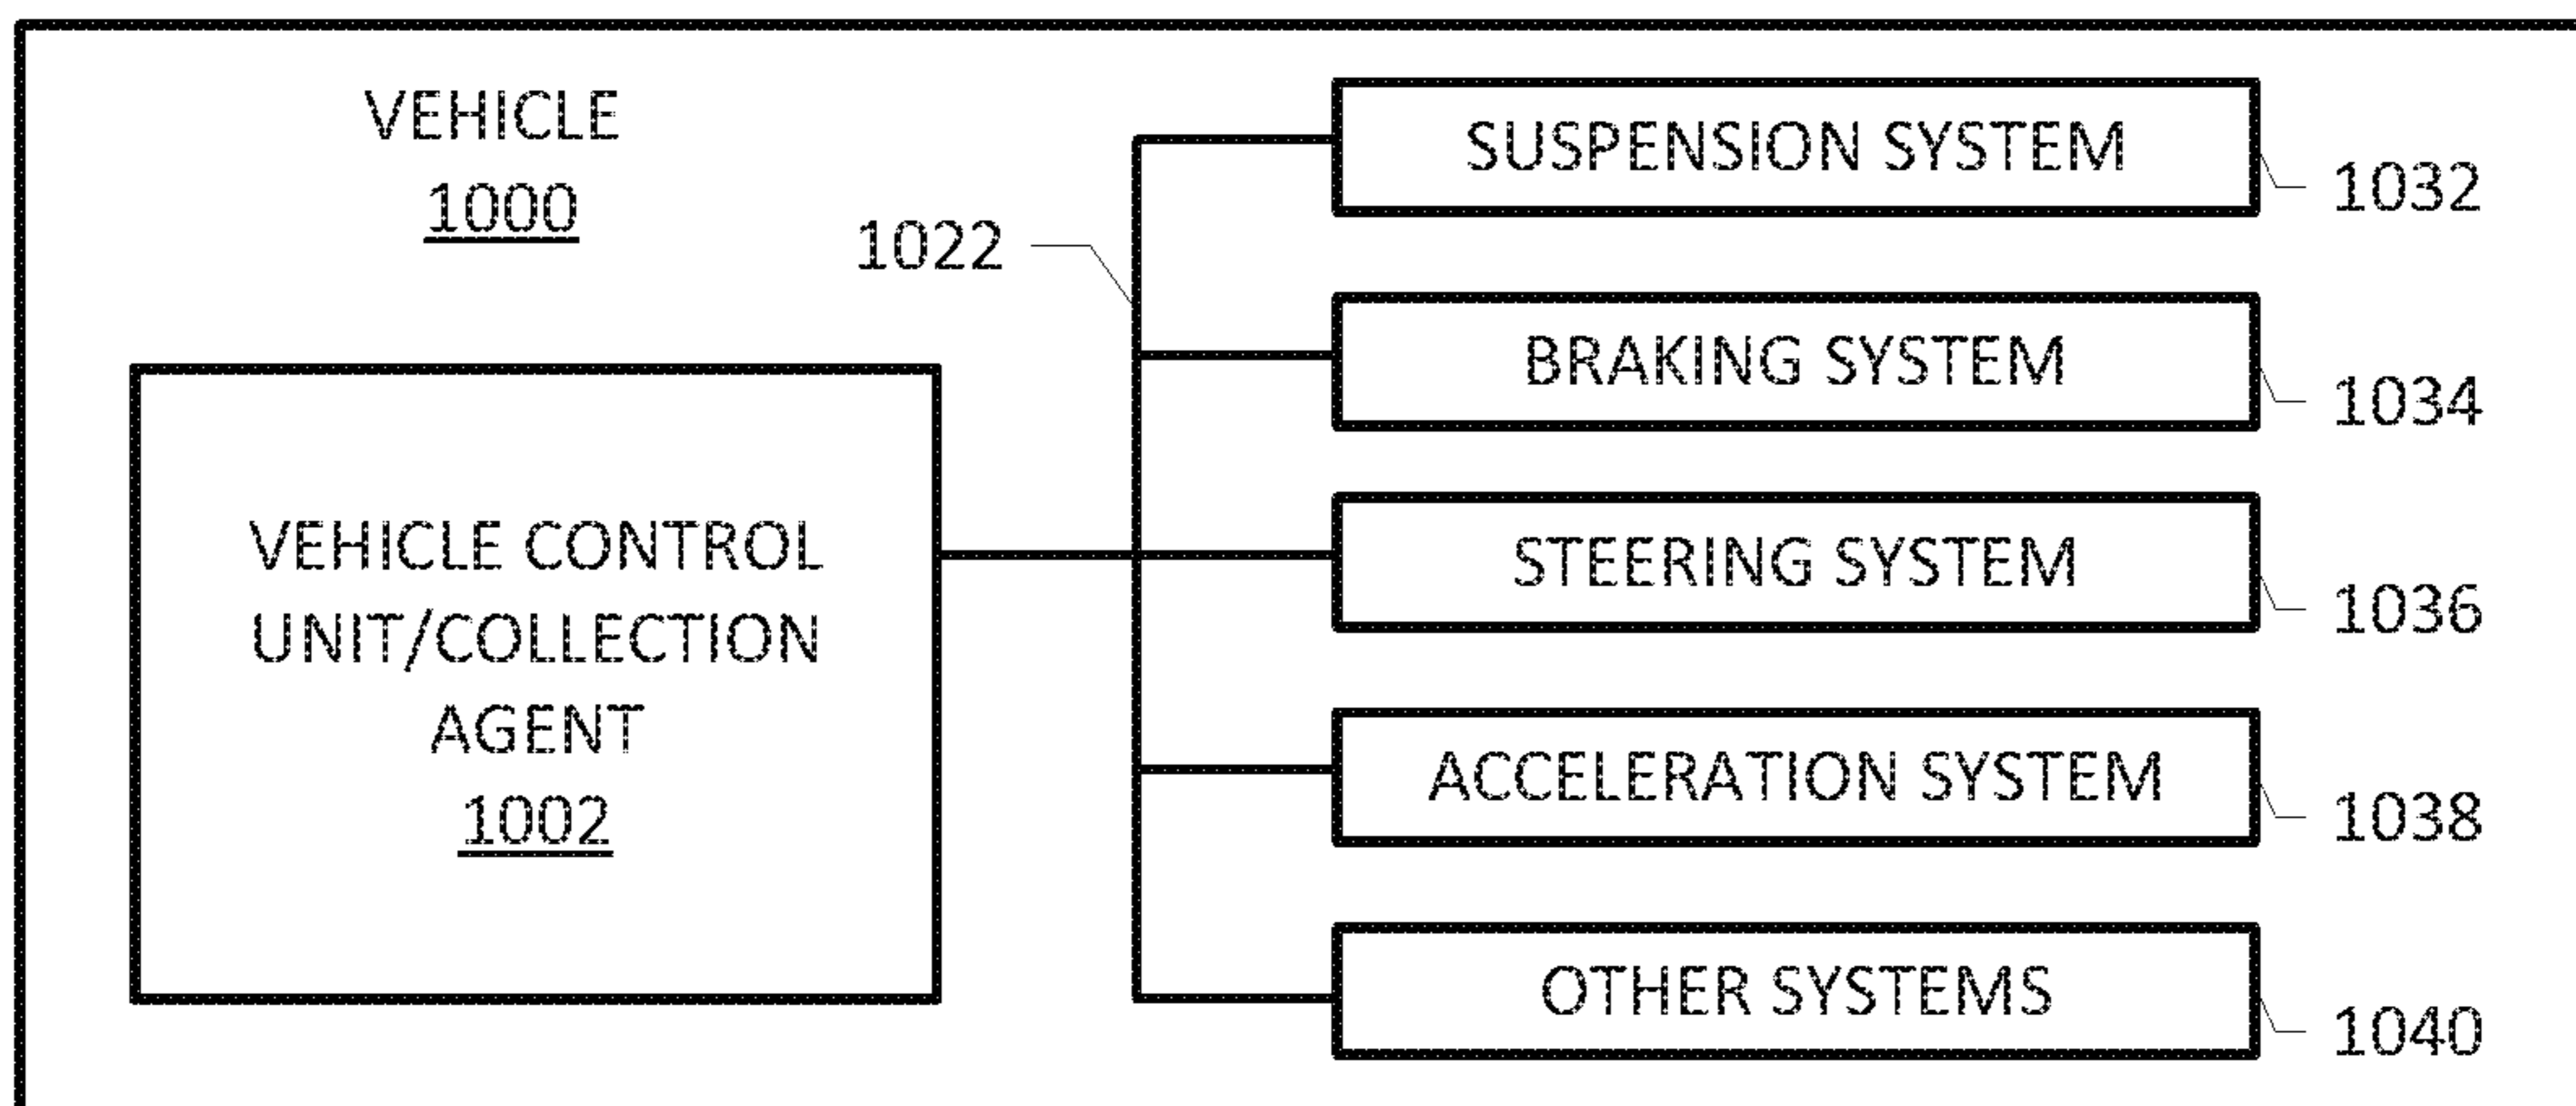 VEHICLE
1000
1022
SUSPENSION SYSTEM
1032
BRAKING SYSTEM
1034
VEHICLE CONTROL
UNIT/COLLECTION
AGENT
1002
STEERING SYSTEM
1036
ACCELERATION SYSTEM
1038
OTHER SYSTEMS
1040